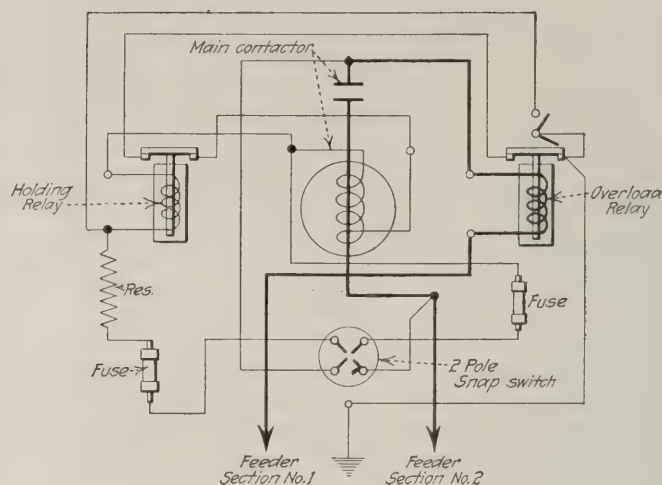 Main contactor
Holding
Relay
Overload
Relay
Res.
Fuse
Fuse
2 Pole
Snap switch
Feeder
Section No.1
Feeder
Section No.2